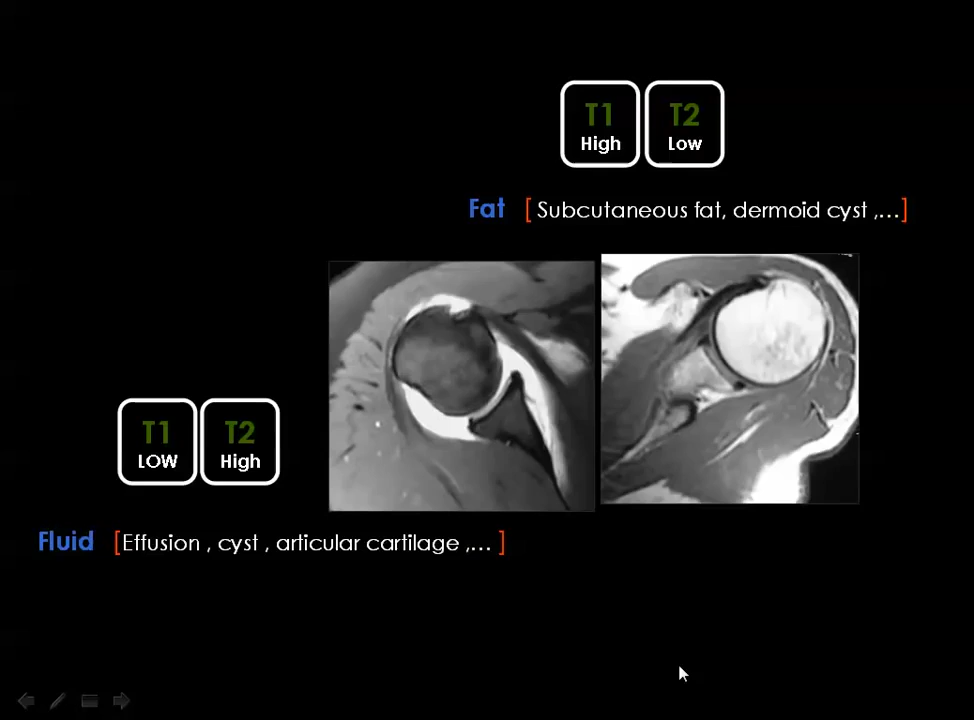 T1 T2
High Low
Fat [ Subcutaneous fat, dermoid cyst ,...]
T1 T2
LOW High
Fluid [Effusion , cyst , articular cartilage ,... ]